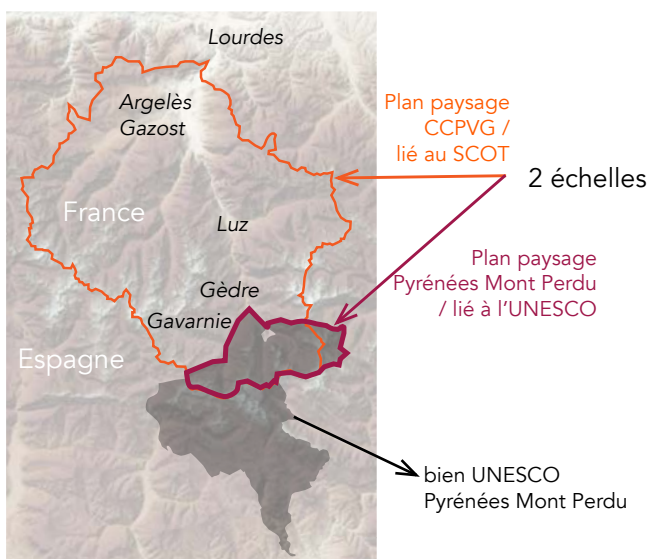 Lourdes
Argelès
Gazost
France
Luz
Gèdre
Gavarnie
Espagne
Plan paysage
CCPVG /
lié au SCOT
2 échelles
Plan paysage
Pyrénées Mont Perdu
/ lié à l'UNESCO
bien UNESCO
Pyrénées Mont Perdu